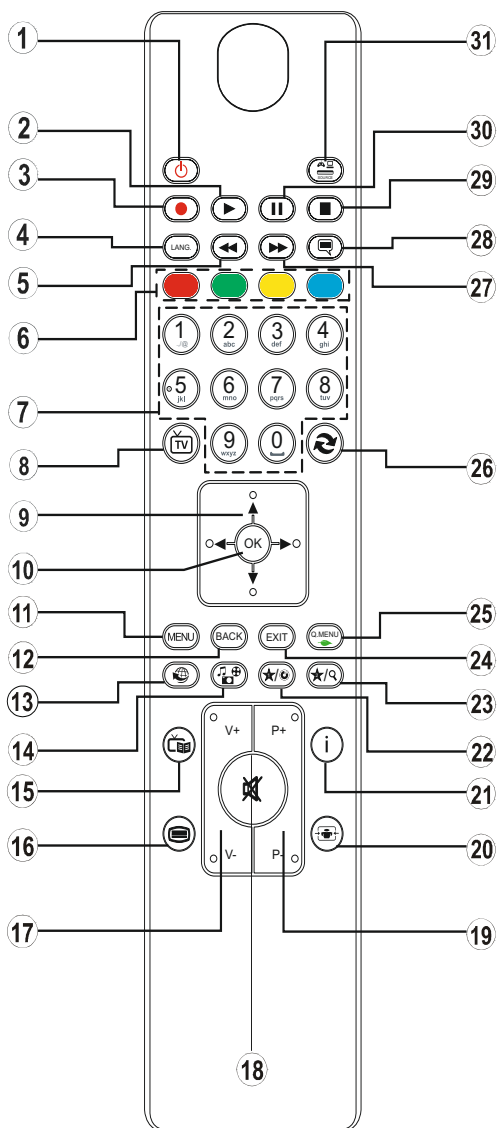 1
31
2
30
SOURCE
3
29
4
LANG.
28
5
27
6
1 2 3 4
../@ abc def ghi
5 6 7 8
jkl mno pqrs tuv
7
TV 9 0
wxyz
8
26
9
10
OK
11
MENU BACK EXIT Q.MENU
25
12
24
13
23
14
22
V+ P+
i
15
21
16
20
V- P-
17
19
18